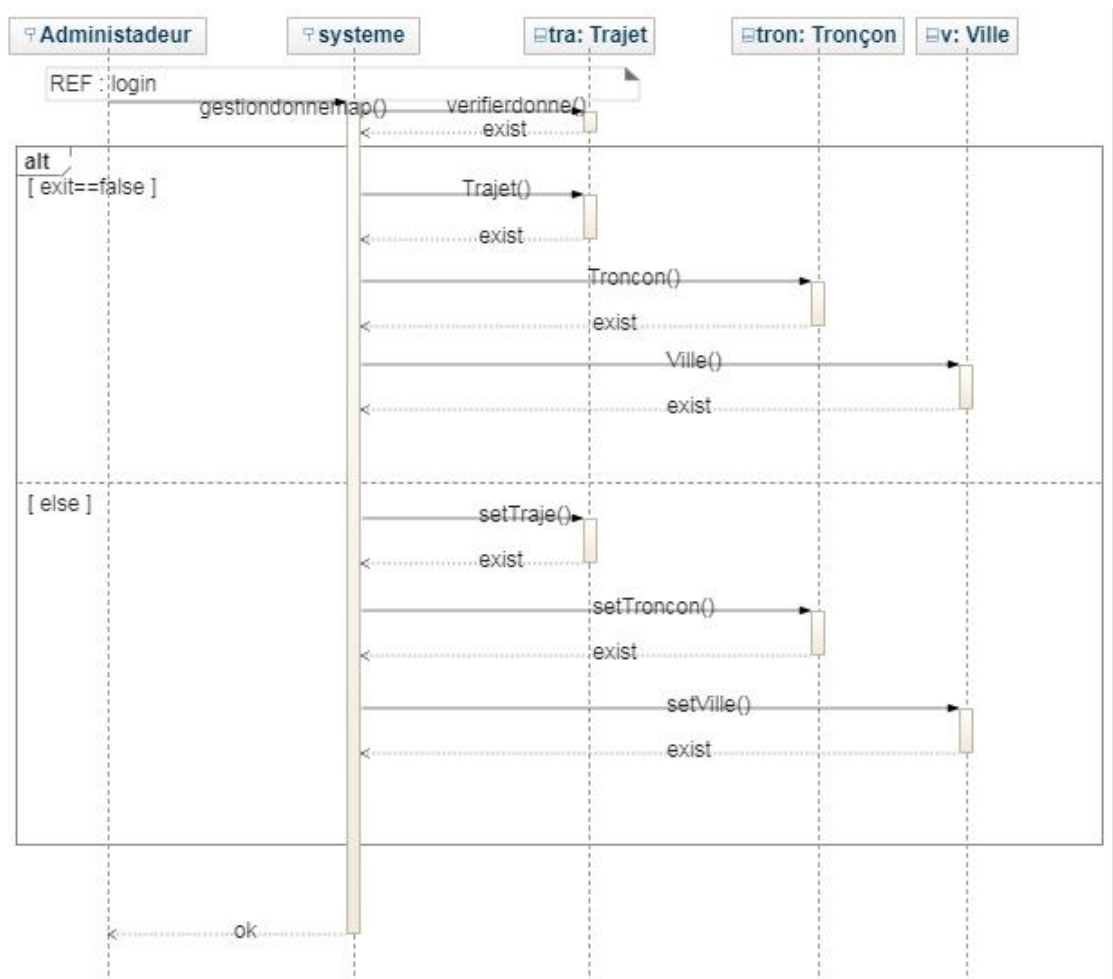 Administadeur
systeme
tra: Trajet
tron: Tronçon
v: Ville
REF : login
gestiondonnemap()
verifierdonne()
exist
alt
[ exit==false ]
Trajet()
exist
Troncon()
exist
Ville()
exist
[ else ]
setTraje()
exist
setTroncon()
exist
setVille()
exist
ok